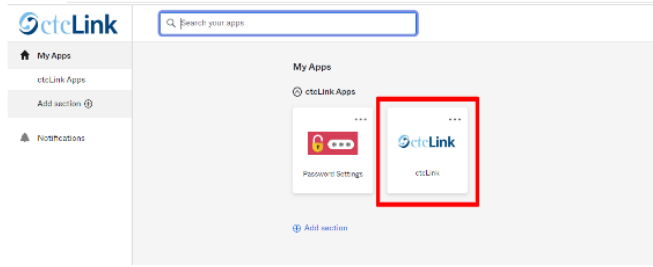 ctcLink
Search your apps
My Apps
ctcLink Apps
Add section
Notifications
My Apps
ctcLink Apps
Password Settings
ctcLink
ctcLink
Add section